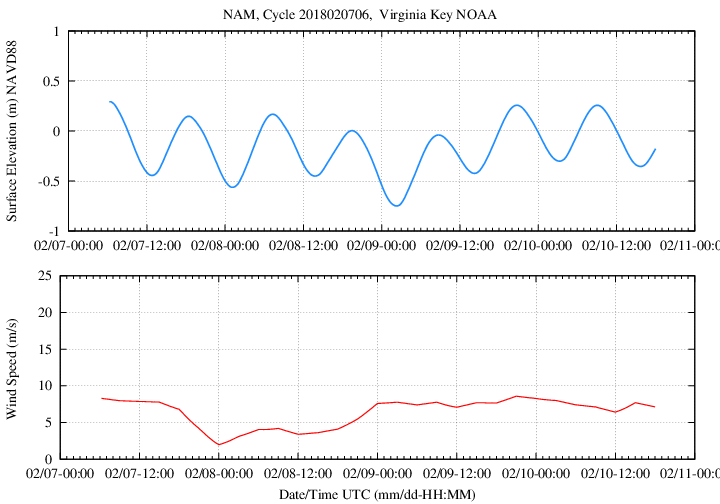 NAM, Cycle 2018020706,  Virginia Key NOAA
Surface Elevation (m) NAVD88
1
0.5
0
-0.5
-1
02/07-00:00 02/07-12:00 02/08-00:00 02/08-12:00 02/09-00:00 02/09-12:00 02/10-00:00 02/10-12:00 02/11-00:00
Wind Speed (m/s)
25
20
15
10
5
0
02/07-00:00 02/07-12:00 02/08-00:00 02/08-12:00 02/09-00:00 02/09-12:00 02/10-00:00 02/10-12:00 02/11-00:00
Date/Time UTC (mm/dd-HH:MM)